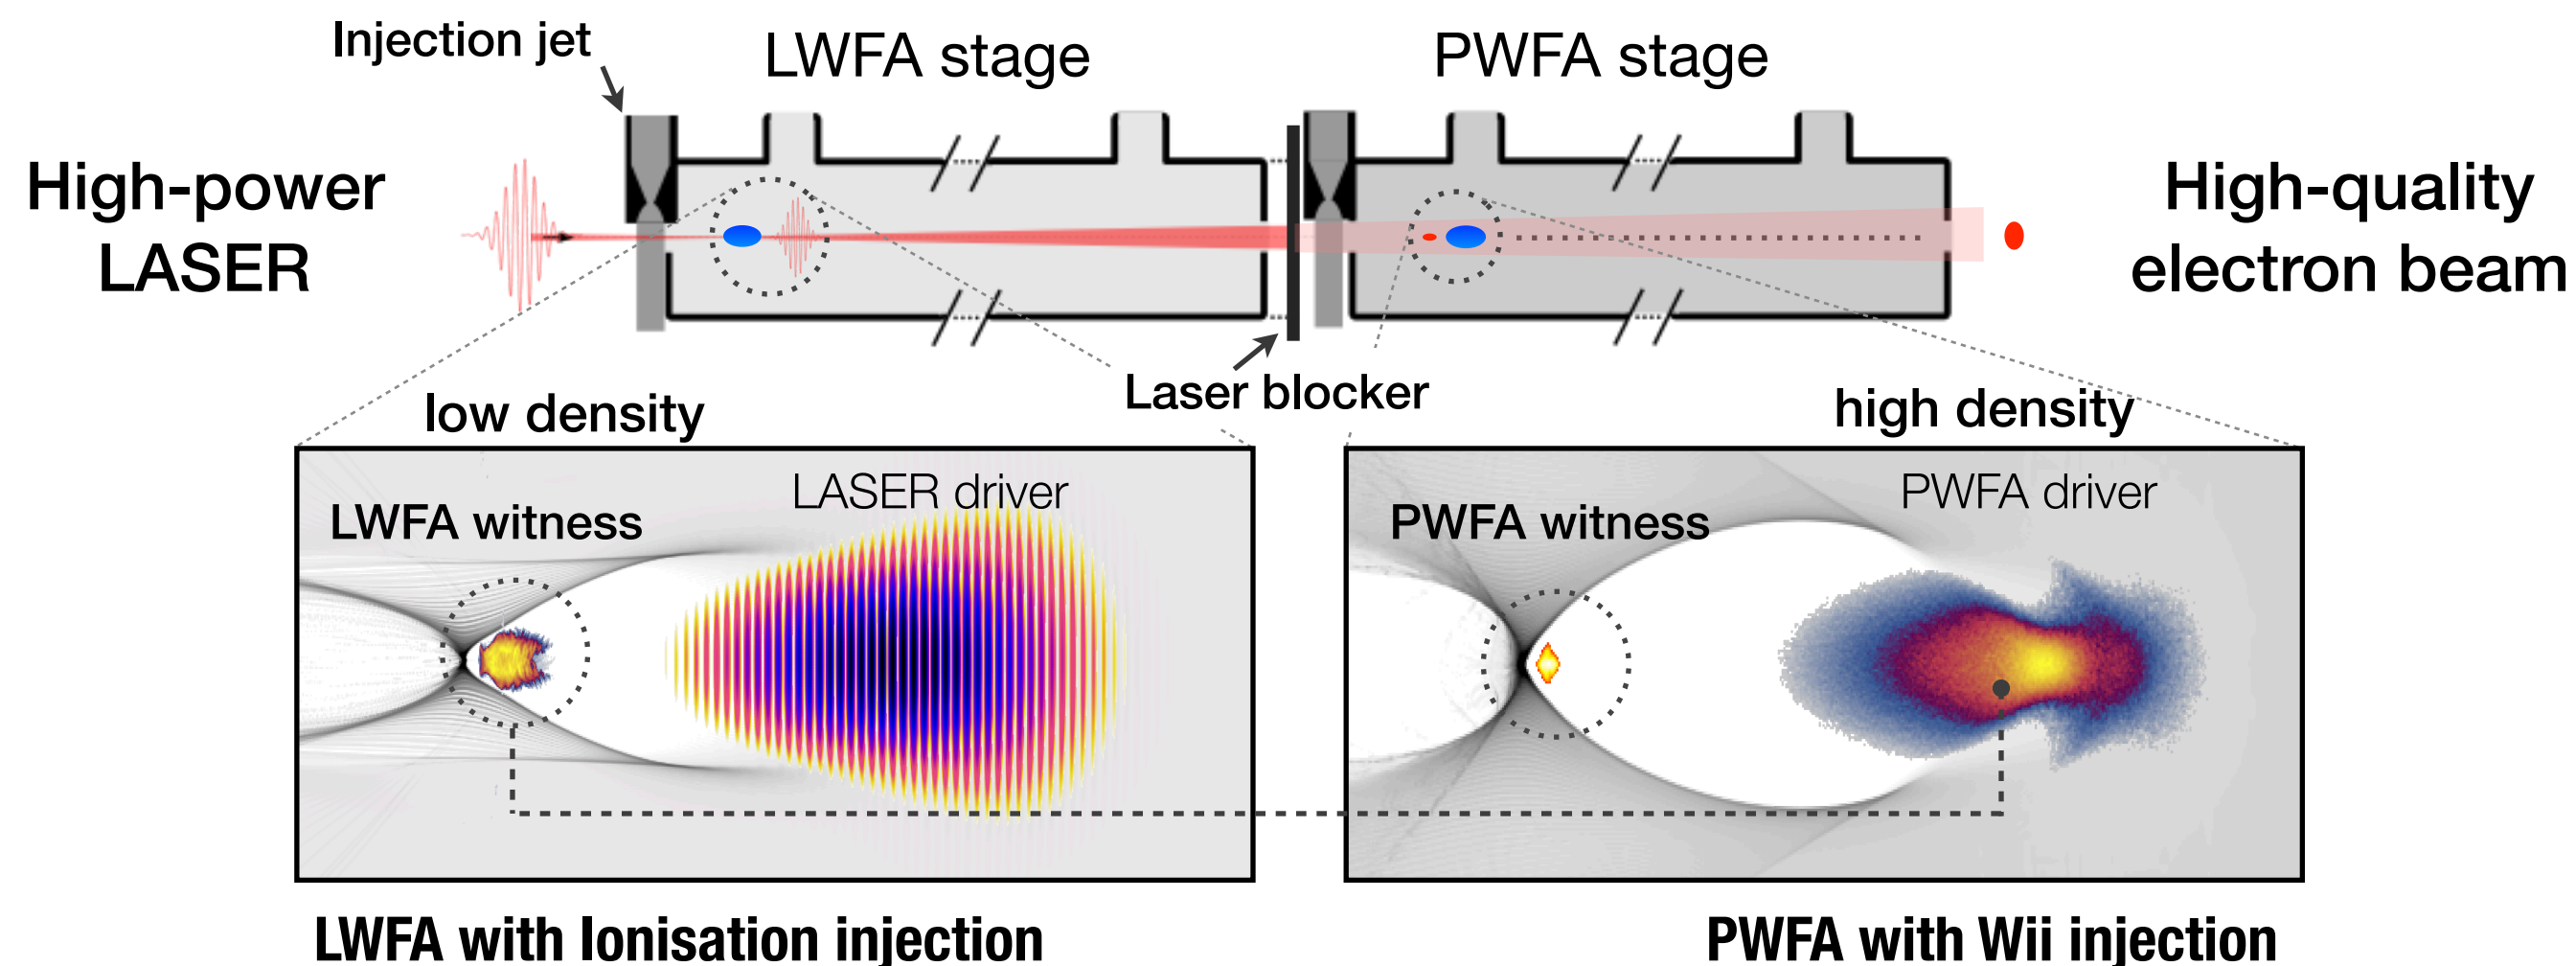 Injection jet
LWFA stage
PWFA stage
High-power
LASER
High-quality
electron beam
Laser blocker
low density
high density
LWFA witness
LASER driver
PWFA witness
PWFA driver
LWFA with Ionisation injection
PWFA with Wii injection